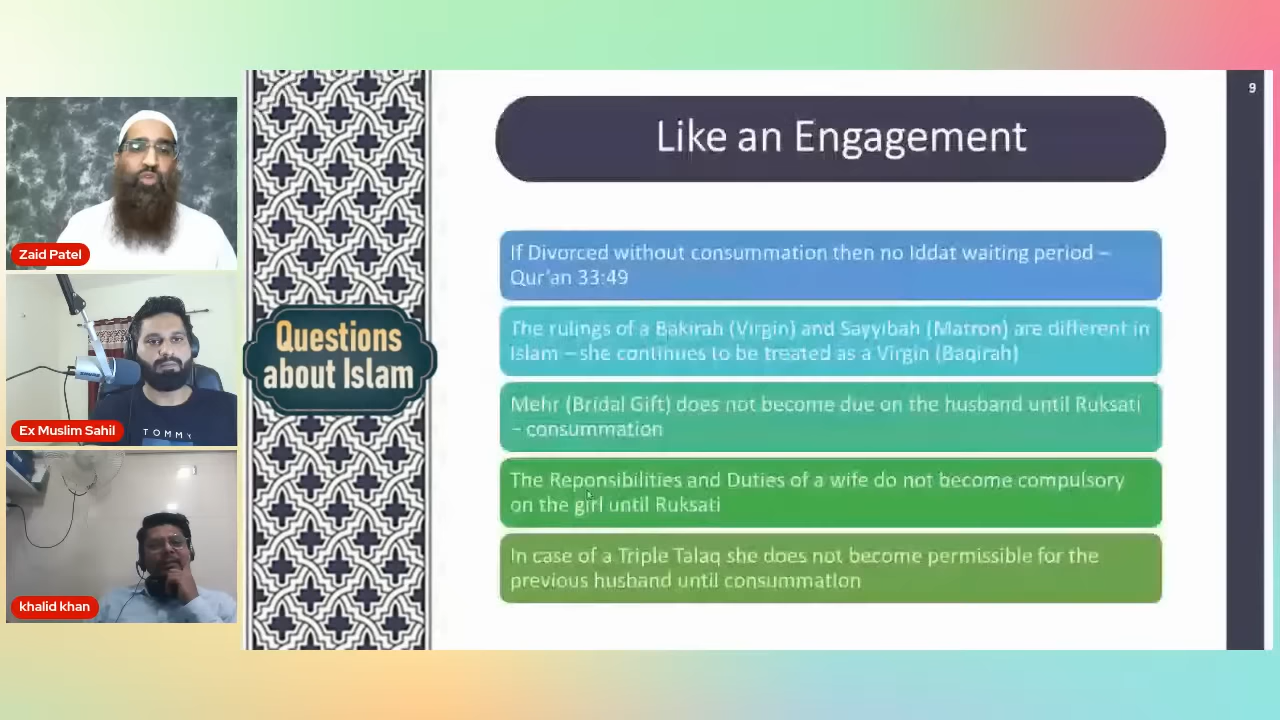 Zaid Patel
Ex Muslim Sahil
TOMMY
khalid khan
Questions
about Islam
9
Like an Engagement
If Divorced without consummation then no Iddat waiting period –
Qur'an 33:49
The rulings of a Bakirah (Virgin) and Sayyibah (Matron) are different in
Islam – she continues to be treated as a Virgin (Baqirah)
Mehr (Bridal Gift) does not become due on the husband until Ruksati
– consummation
The Reponsibilities and Duties of a wife do not become compulsory
on the girl until Ruksati
In case of a Triple Talaq she does not become permissible for the
previous husband until consummation